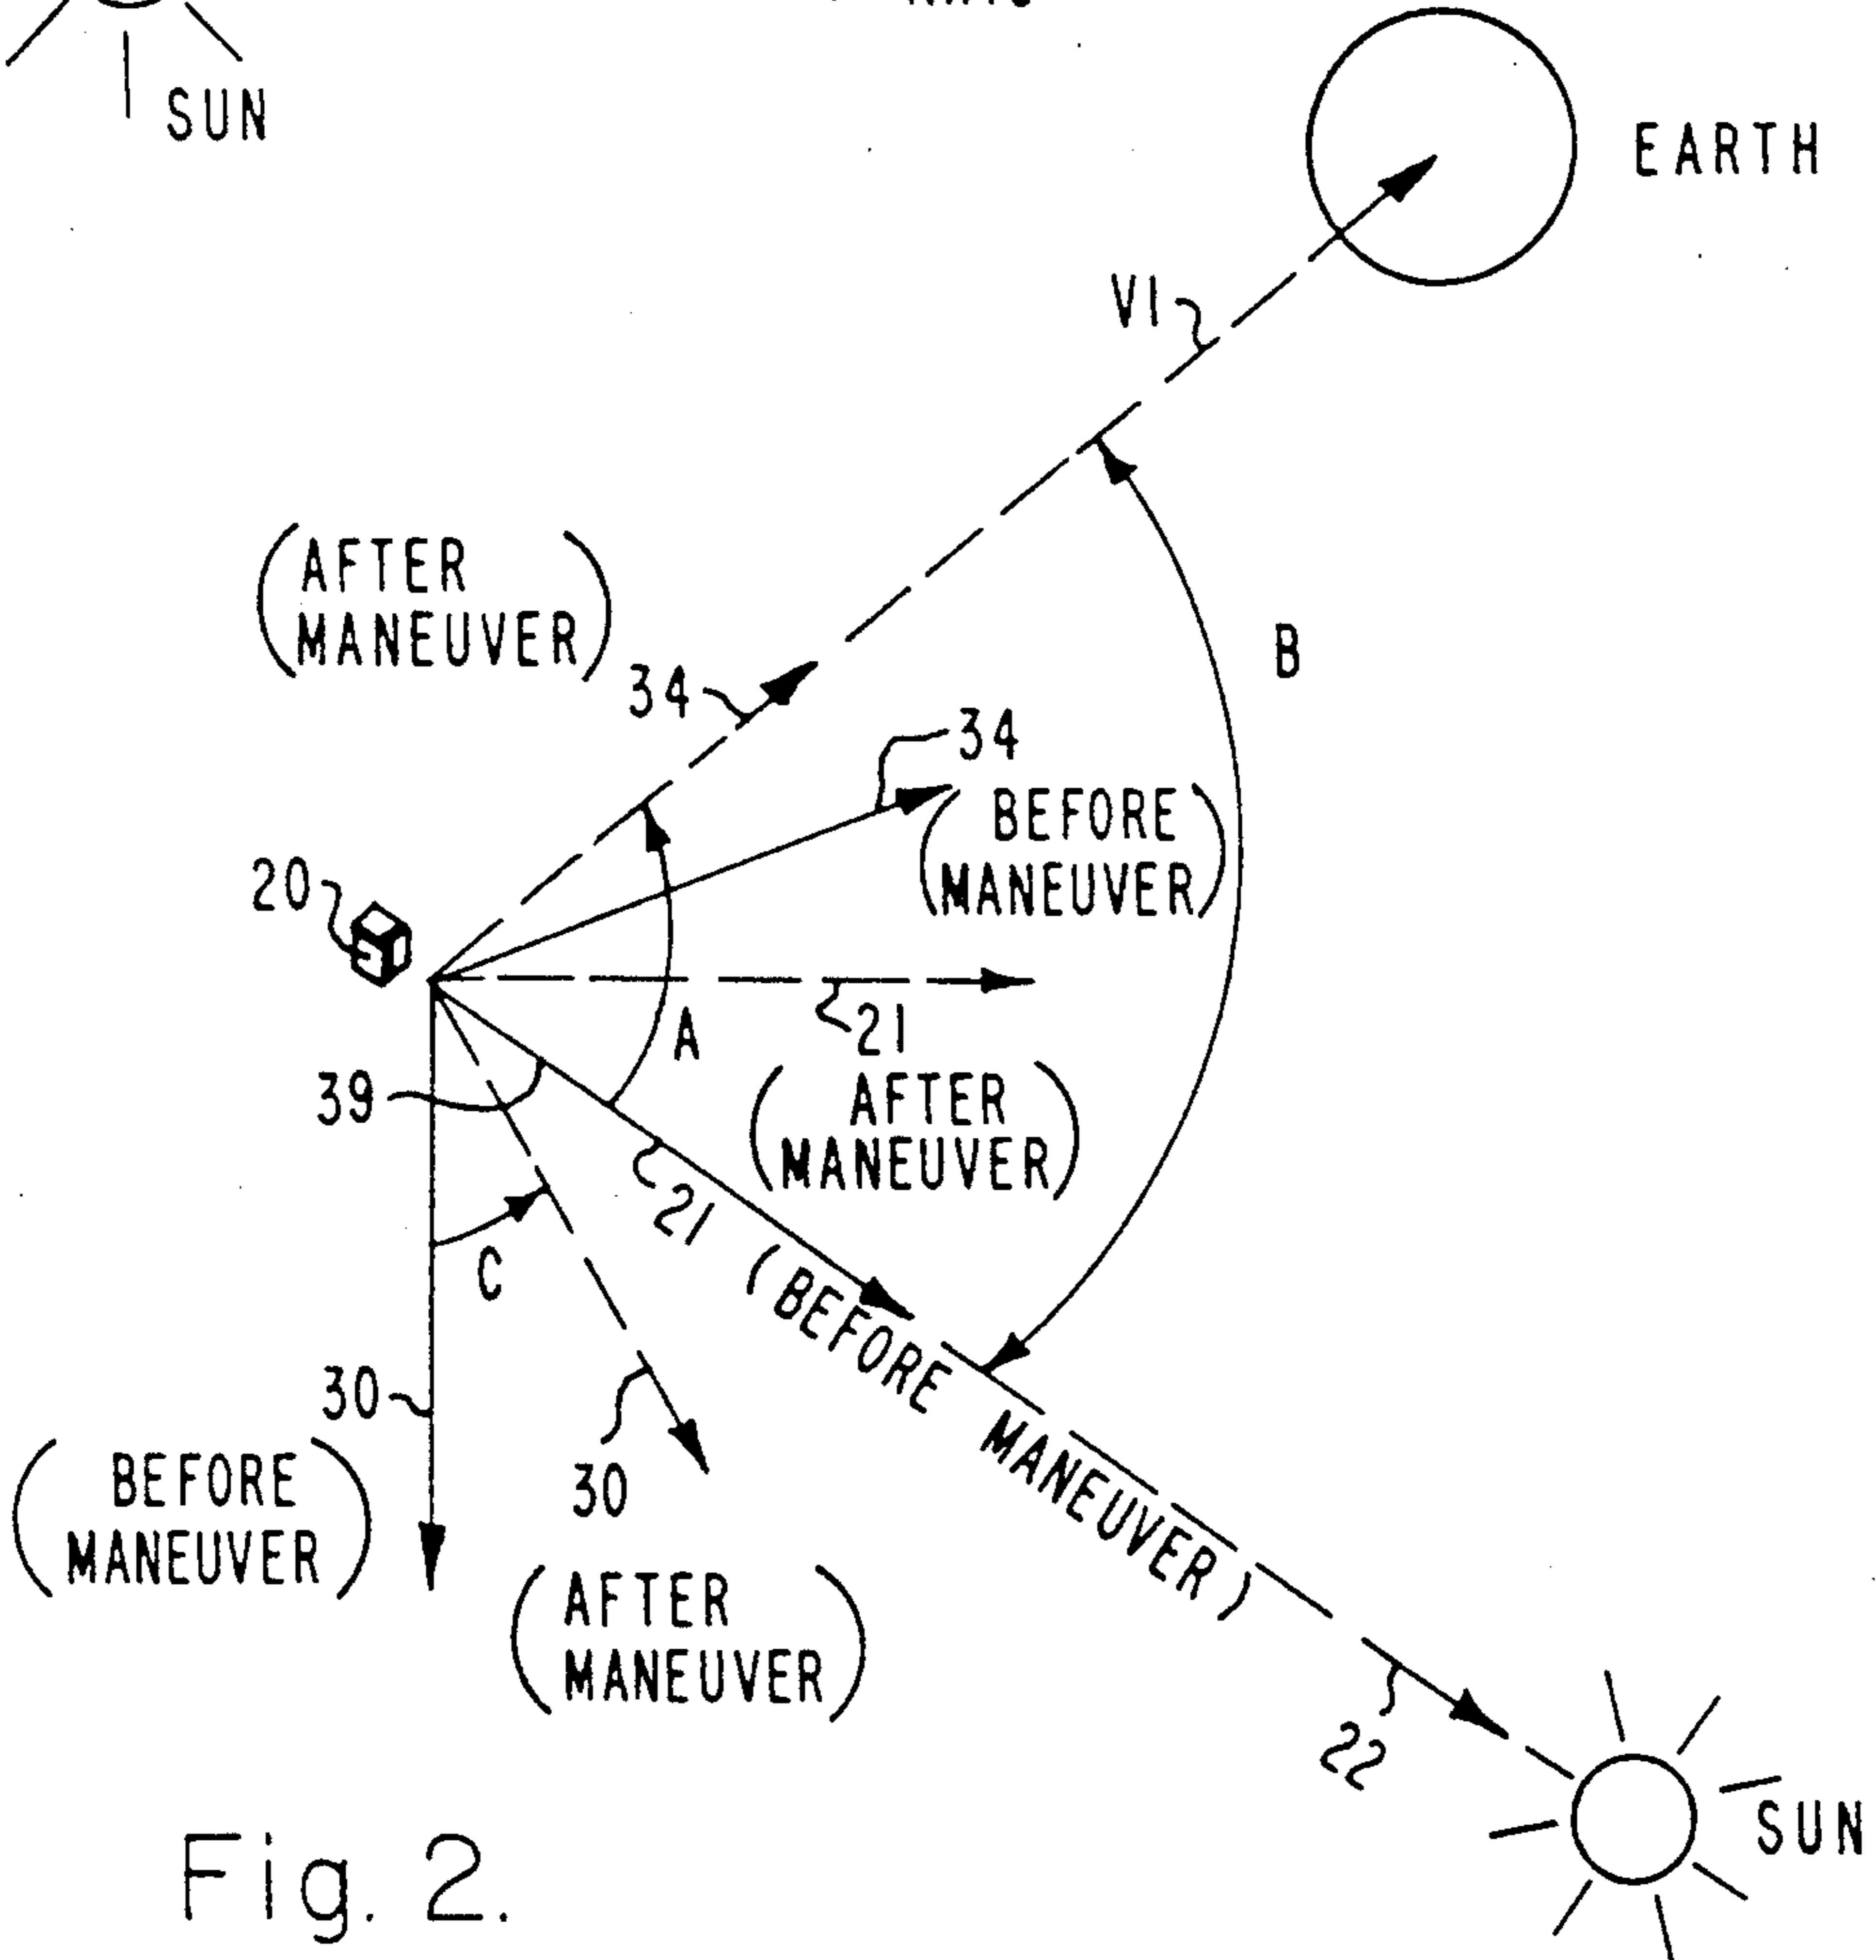 SUN
EARTH
V1
(AFTER
MANEUVER)
34
B
34
(BEFORE
MANEUVER)
20
21
A
(AFTER
MANEUVER)
39
21 (BEFORE MANEUVER)
C
30
(BEFORE
MANEUVER)
30
(AFTER
MANEUVER)
22
SUN
Fig. 2.